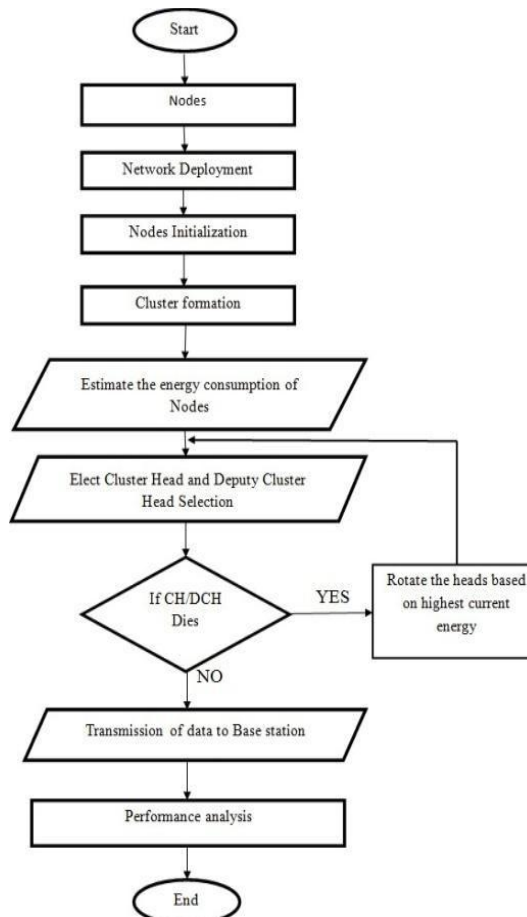 Start
Nodes
Network Deployment
Nodes Initialization
Cluster formation
Estimate the energy consumption of
Nodes
Elect Cluster Head and Deputy Cluster
Head Selection
If CH/DCH
Dies
YES
Rotate the heads based
on highest current
energy
NO
Transmission of data to Base station
Performance analysis
End